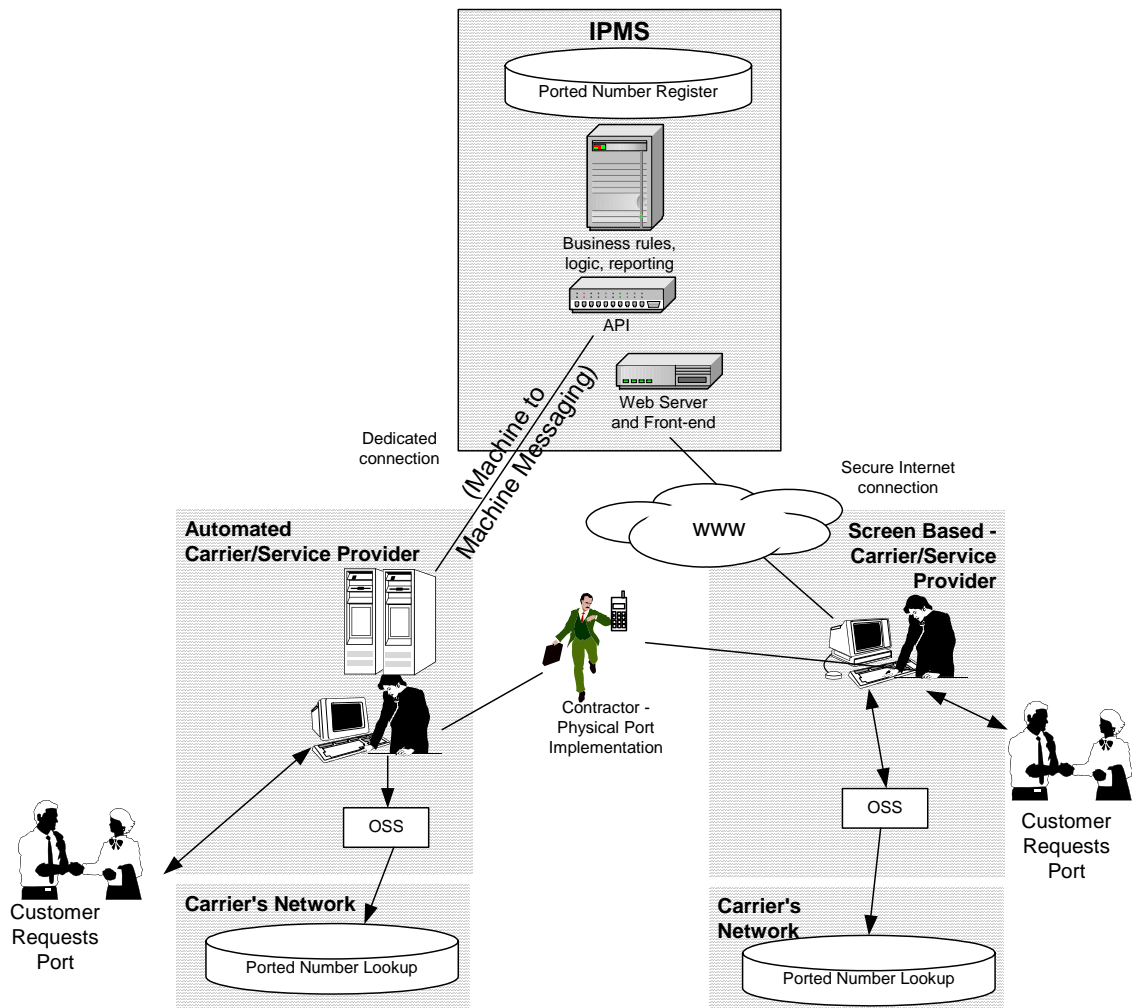 IPMS
Ported Number Register
Business rules,
logic, reporting
API
Web Server
and Front-end
Dedicated
connection
(Machine to
Machine Messaging)
Secure Internet
connection
www
Automated
Carrier/Service Provider
Screen Based -
Carrier/Service
Provider
Contractor -
Physical Port
Implementation
OSS
OSS
Customer
Requests
Port
Customer
Requests
Port
Carrier's Network
Ported Number Lookup
Carrier's
Network
Ported Number Lookup